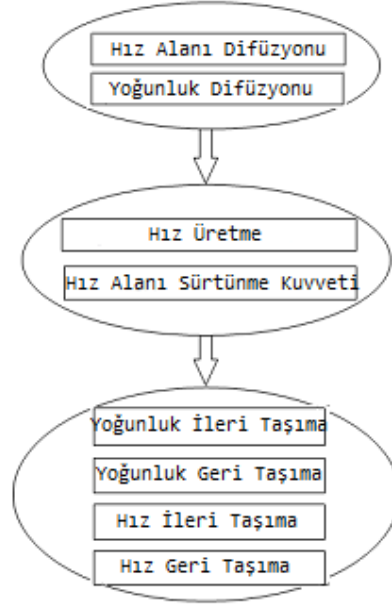 Hız Alanı Difüzyonu
Yoğunluk Difüzyonu
Hız Üretme
Hız Alanı Sürtünme Kuvveti
Yoğunluk İleri Taşıma
Yoğunluk Geri Taşıma
Hız İleri Taşıma
Hız Geri Taşıma